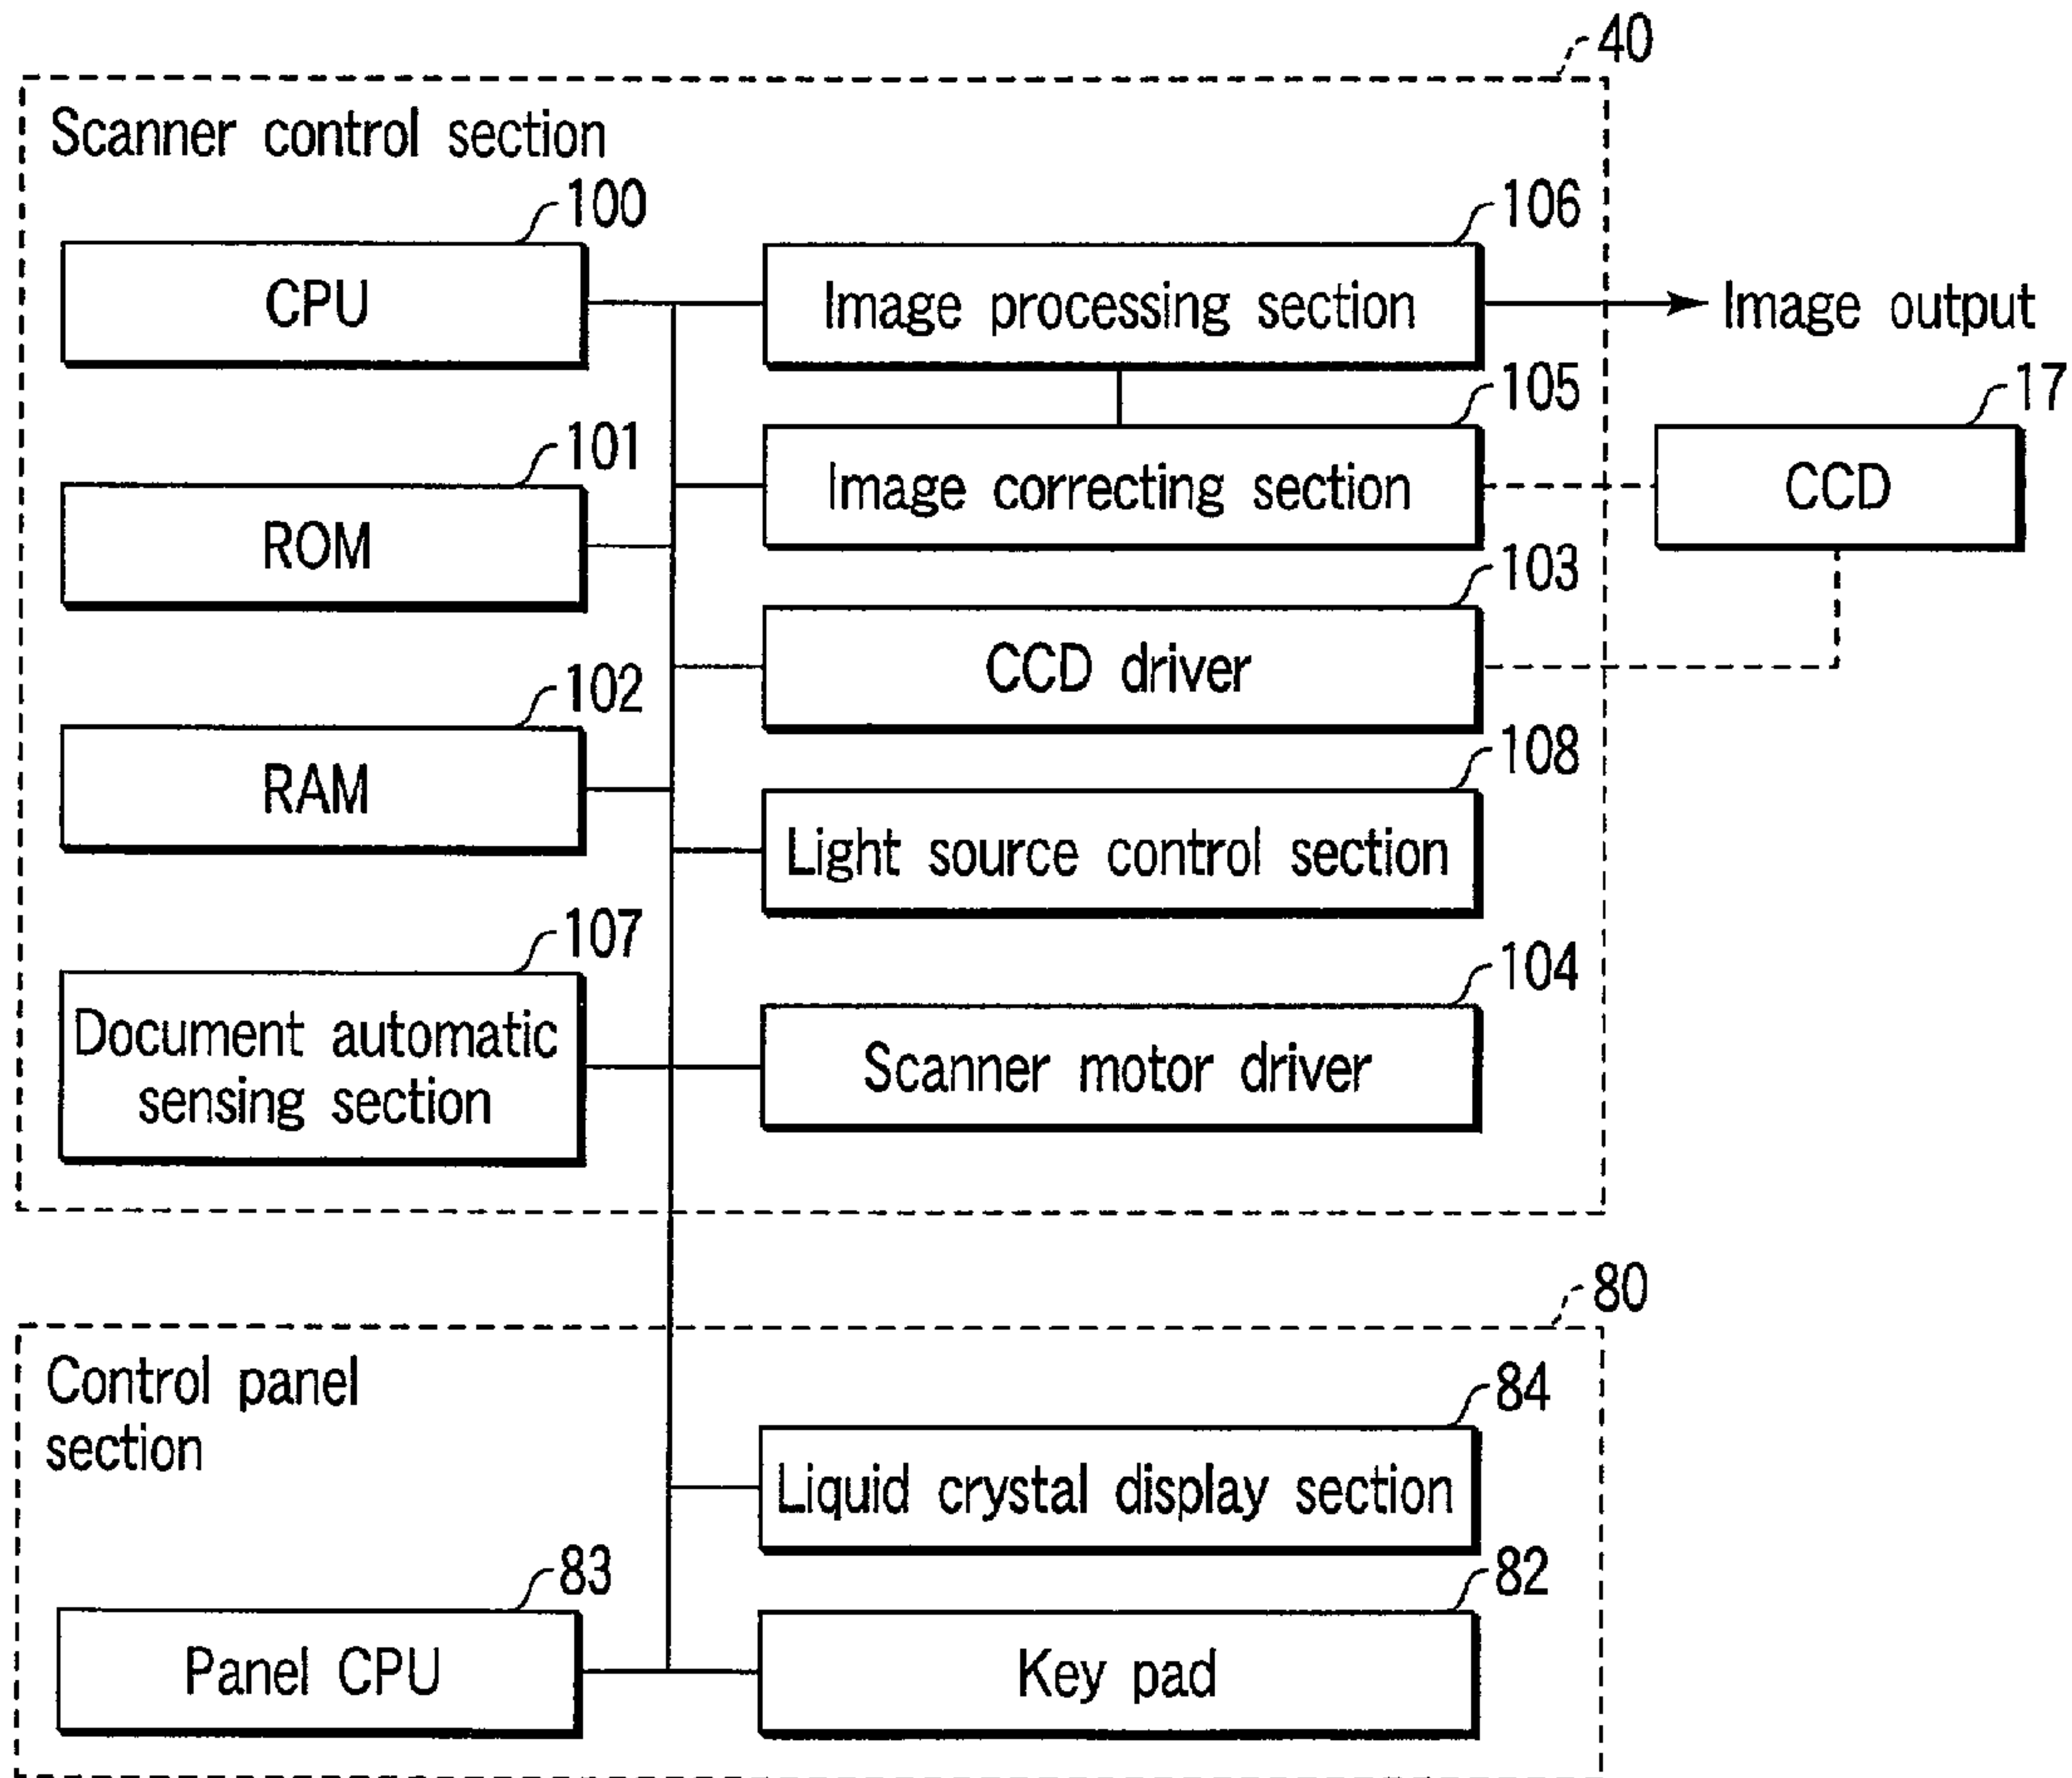 40
Scanner control section
100
CPU
106
Image processing section
Image output
105
Image correcting section
17
CCD
101
ROM
103
CCD driver
102
RAM
108
Light source control section
107
Document automatic
sensing section
104
Scanner motor driver
80
Control panel
section
84
Liquid crystal display section
83
Panel CPU
82
Key pad